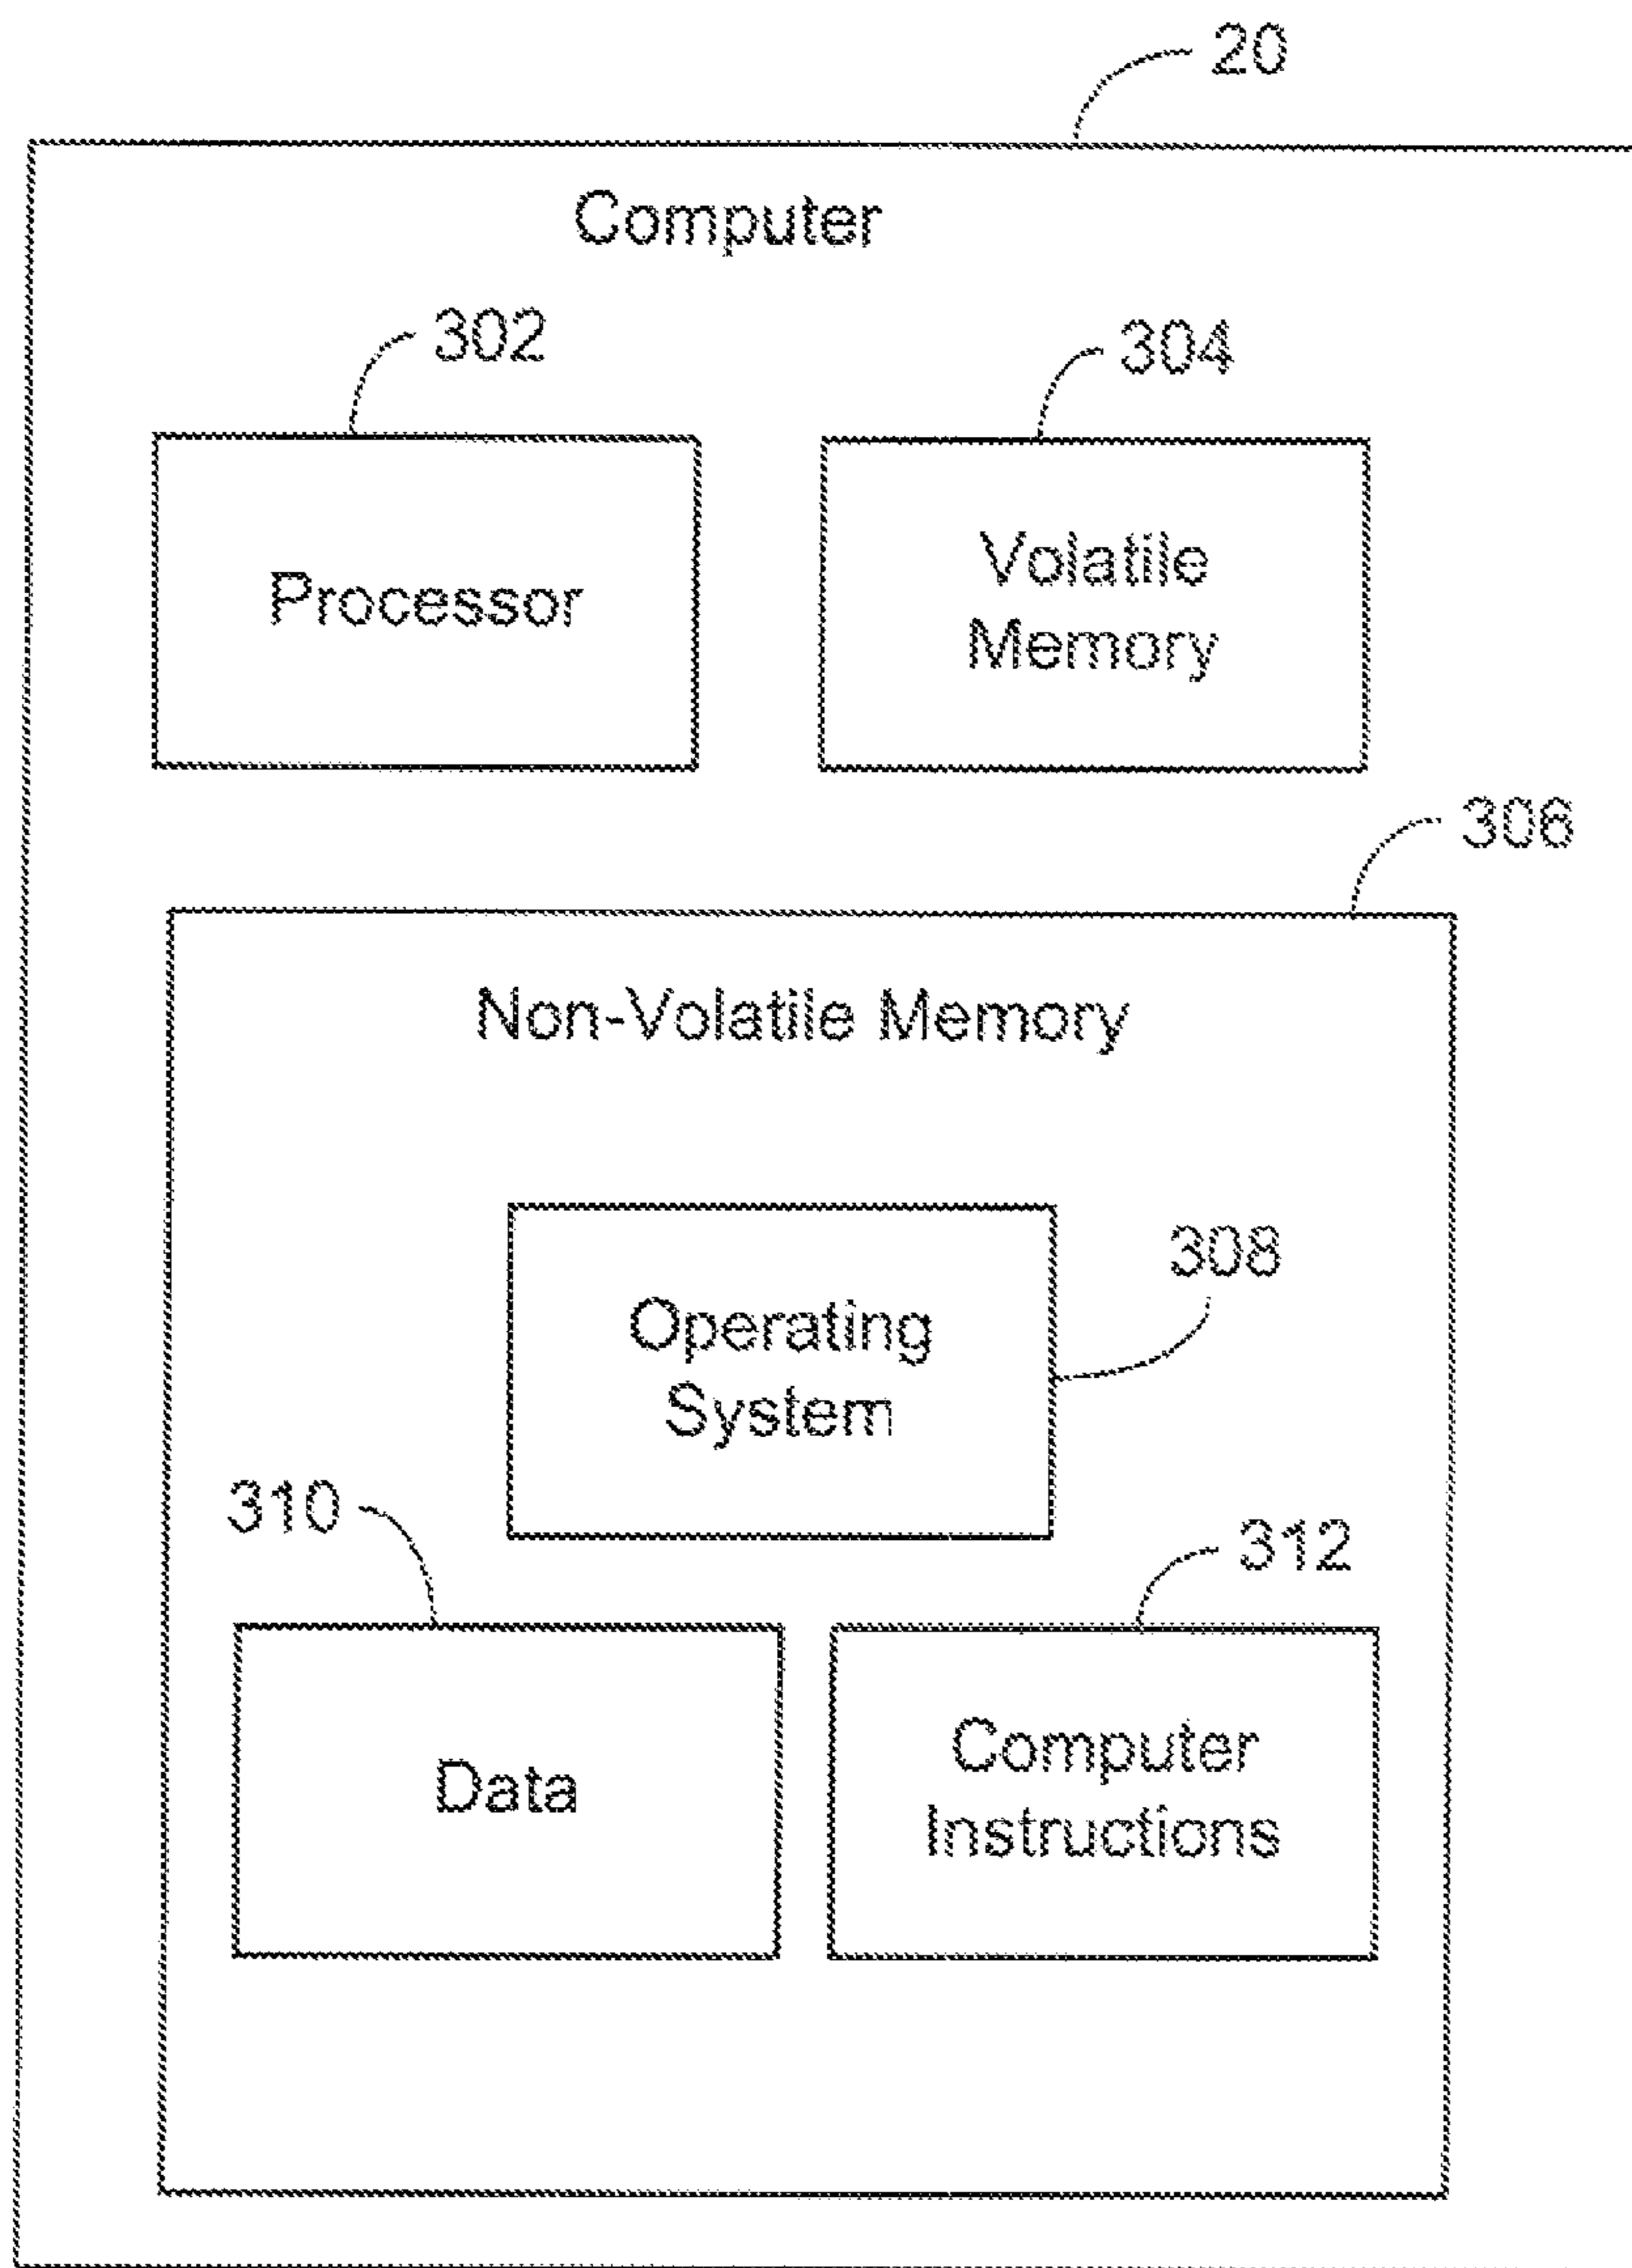 20
Computer
302
304
Processor
Volatile
Memory
306
Non-Volatile Memory
308
Operating
System
310
312
Data
Computer
Instructions